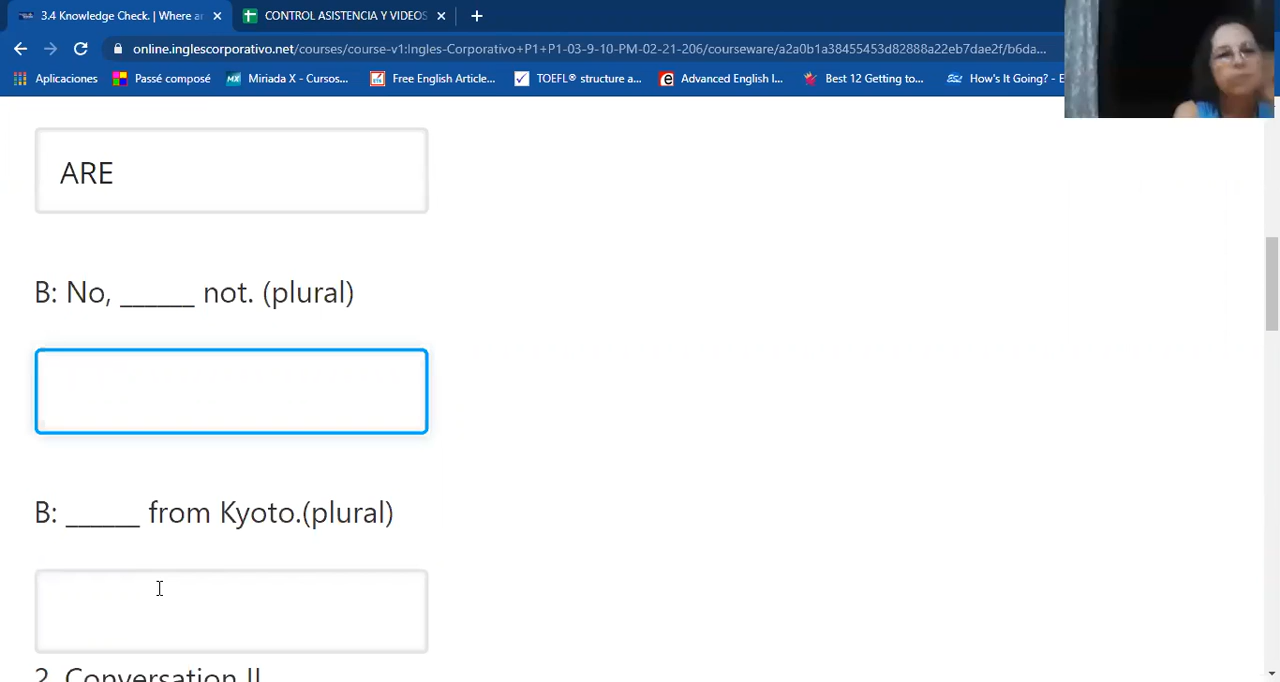 3.4 Knowledge Check. | Where ar
CONTROL ASISTENCIA Y VIDEOS
online.inglescorporativo.net/courses/course-v1:Ingles-Corporativo+P1+P1-03-9-10-PM-02-21-206/courseware/a2a0b1a38455453d82888a22eb7dae2f/b6da...
Aplicaciones Passé composé Miriada X - Cursos... Free English Article... TOEFL® structure a... Advanced English I... Best 12 Getting to... How's It Going? - E
ARE
B: No, ______ not. (plural)
B: ______ from Kyoto.(plural)
2. Conversation II